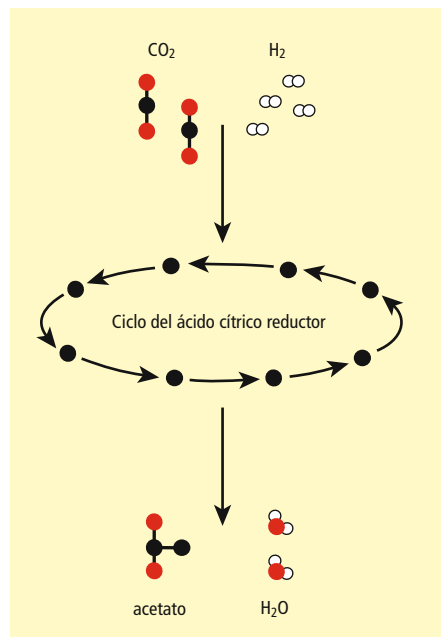 CO₂ H₂
Ciclo del ácido cítrico reductor
acetato H₂O